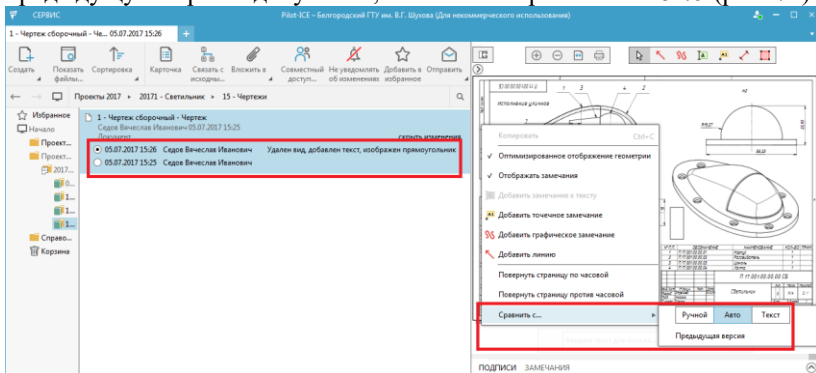 СЕРВИС
Pilot-ICE – Белгородский ГТУ им. В.Г. Шухова (Для некоммерческого использования)
1 - Чертеж сборочный - Че... 05.07.2017 15:26
Создать
Показать файлы...
Сортировка
Карточка
Связать с исходны...
Вложить в
Совместный доступ...
Не уведомлять об изменениях
Добавить в избранное
Отправить
Проекты 2017 ▸ 20171 - Светильник ▸ 15 - Чертежи
Избранное
Начало
Проект...
Проект...
2017...
0...
1...
1...
1...
Справо...
Корзина
1 - Чертеж сборочный - Чертеж
Седов Вячеслав Иванович 05.07.2017 15:25
Документ
скрыть изменения
05.07.2017 15:26 Седов Вячеслав Иванович Удален вид, добавлен текст, изображен прямоугольник
05.07.2017 15:25 Седов Вячеслав Иванович
Копировать Ctrl+C
Оптимизированное отображение геометрии
Отображать замечания
Добавить замечание к тексту
Добавить точечное замечание
Добавить графическое замечание
Добавить линию
Повернуть страницу по часовой
Повернуть страницу против часовой
Сравнить с...
Ручной Авто Текст
Предыдущая версия
Светильник
ПОДПИСИ ЗАМЕЧАНИЯ